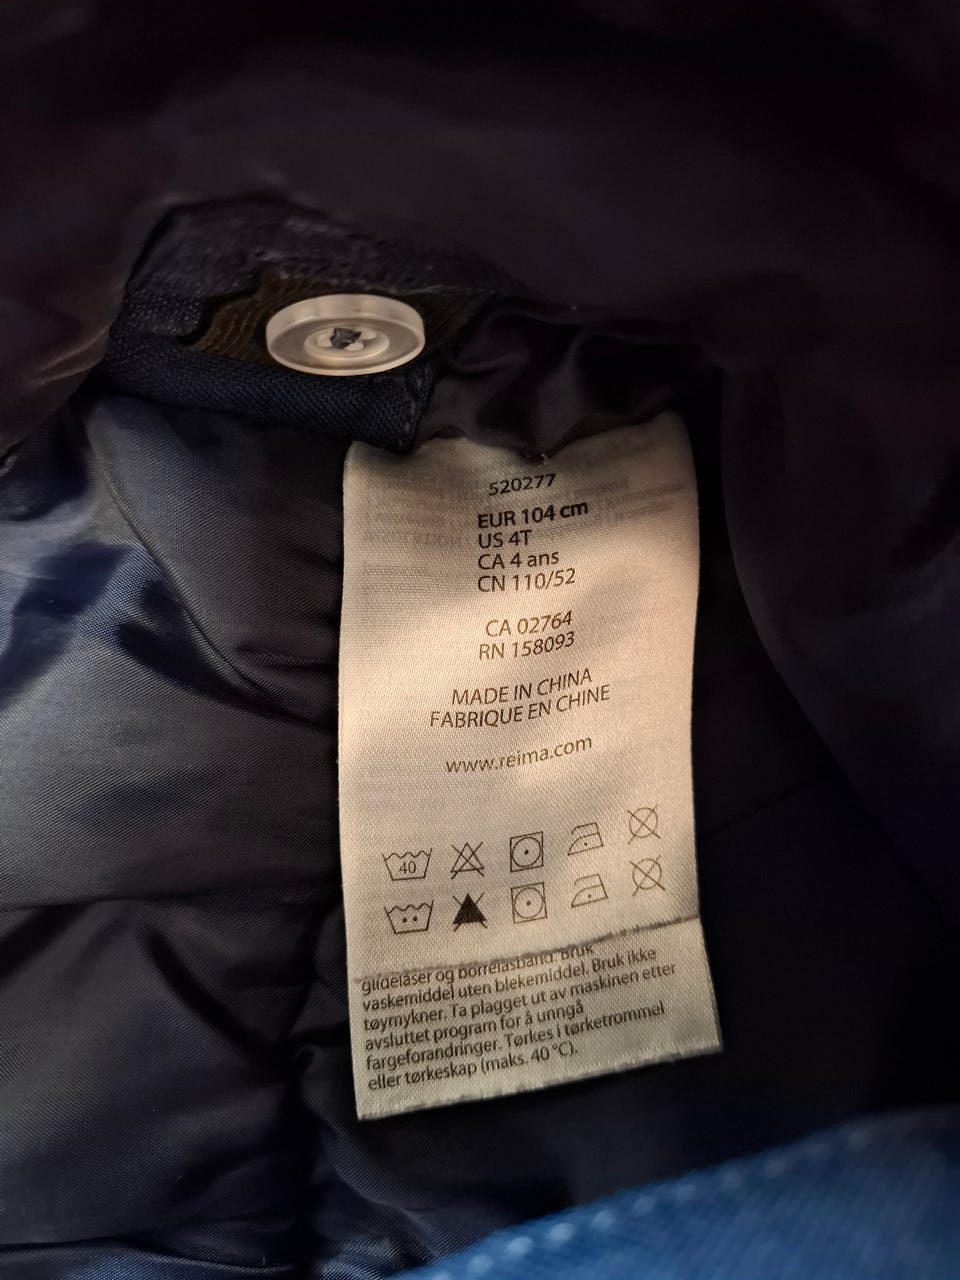 520277
EUR 104 cm
US 4T
CA 4 ans
CN 110/52
CA 02764
RN 158093
MADE IN CHINA
FABRIQUE EN CHINE
www.reima.com
40
glidelåser og borrelåsbånd. Bruk
vaskemiddel uten blekemiddel. Bruk ikke
tøymykner. Ta plagget ut av maskinen etter
avsluttet program for å unngå
fargeforandringer. Tørkes i tørketrommel
eller tørkeskap (maks. 40 °C).